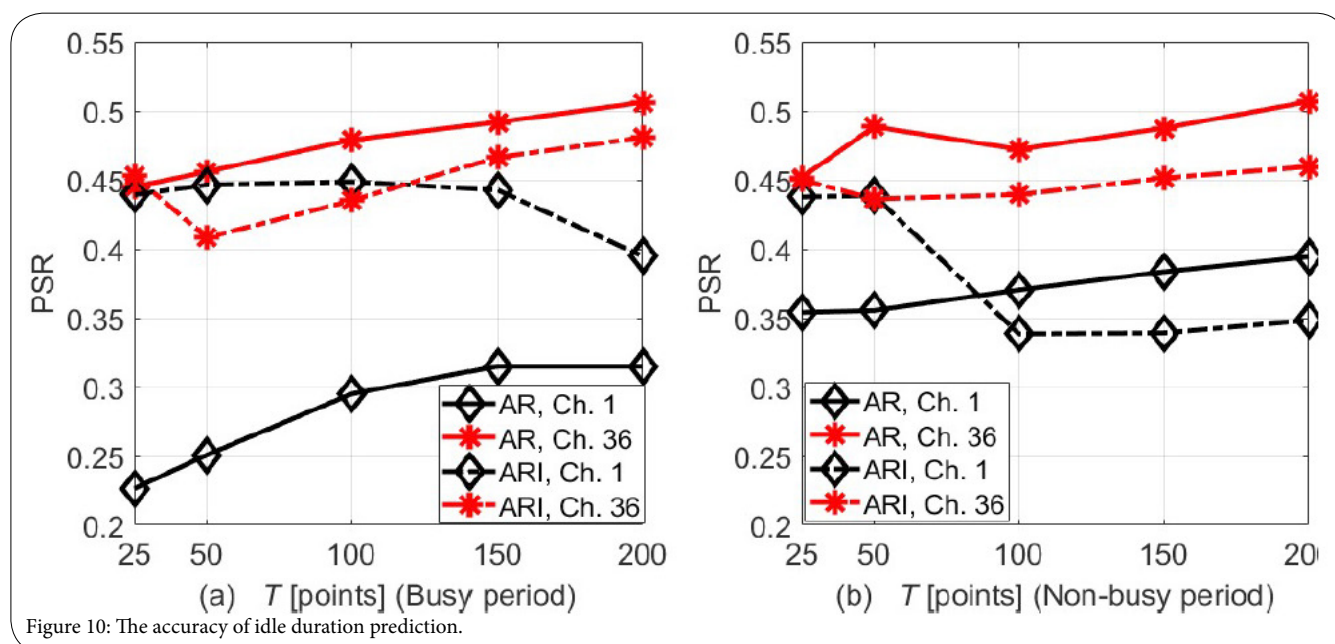 0.55
0.5
0.45
0.4
0.35
0.3
0.25
0.2
PSR
AR, Ch. 1
AR, Ch. 36
ARI, Ch. 1
ARI, Ch. 36
25 50 100 150 200
(a) T [points] (Busy period)
0.55
0.5
0.45
0.4
0.35
0.3
0.25
0.2
PSR
AR, Ch. 1
AR, Ch. 36
ARI, Ch. 1
ARI, Ch. 36
25 50 100 150 200
(b) T [points] (Non-busy period)
Figure 10: The accuracy of idle duration prediction.